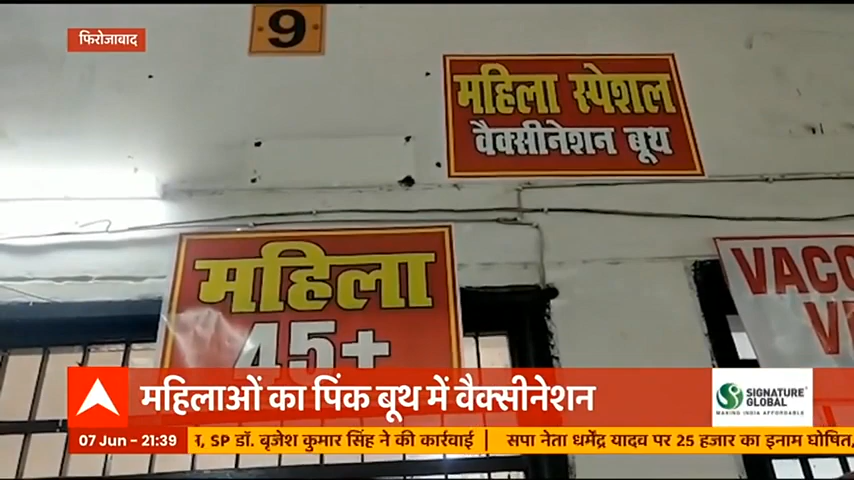 फिरोजाबाद
9
महिला स्पेशल
वैक्सीनेशन बूथ
महिला
45+
VACC
महिलाओं का पिंक बूथ में वैक्सीनेशन
SIGNATURE
GLOBAL
MAKING INDIA AFFORDABLE
07 Jun - 21:39
SP डॉ. बृजेश कुमार सिंह ने की कार्रवाई | सपा नेता धर्मेंद्र यादव पर 25 हजार का इनाम घोषित,